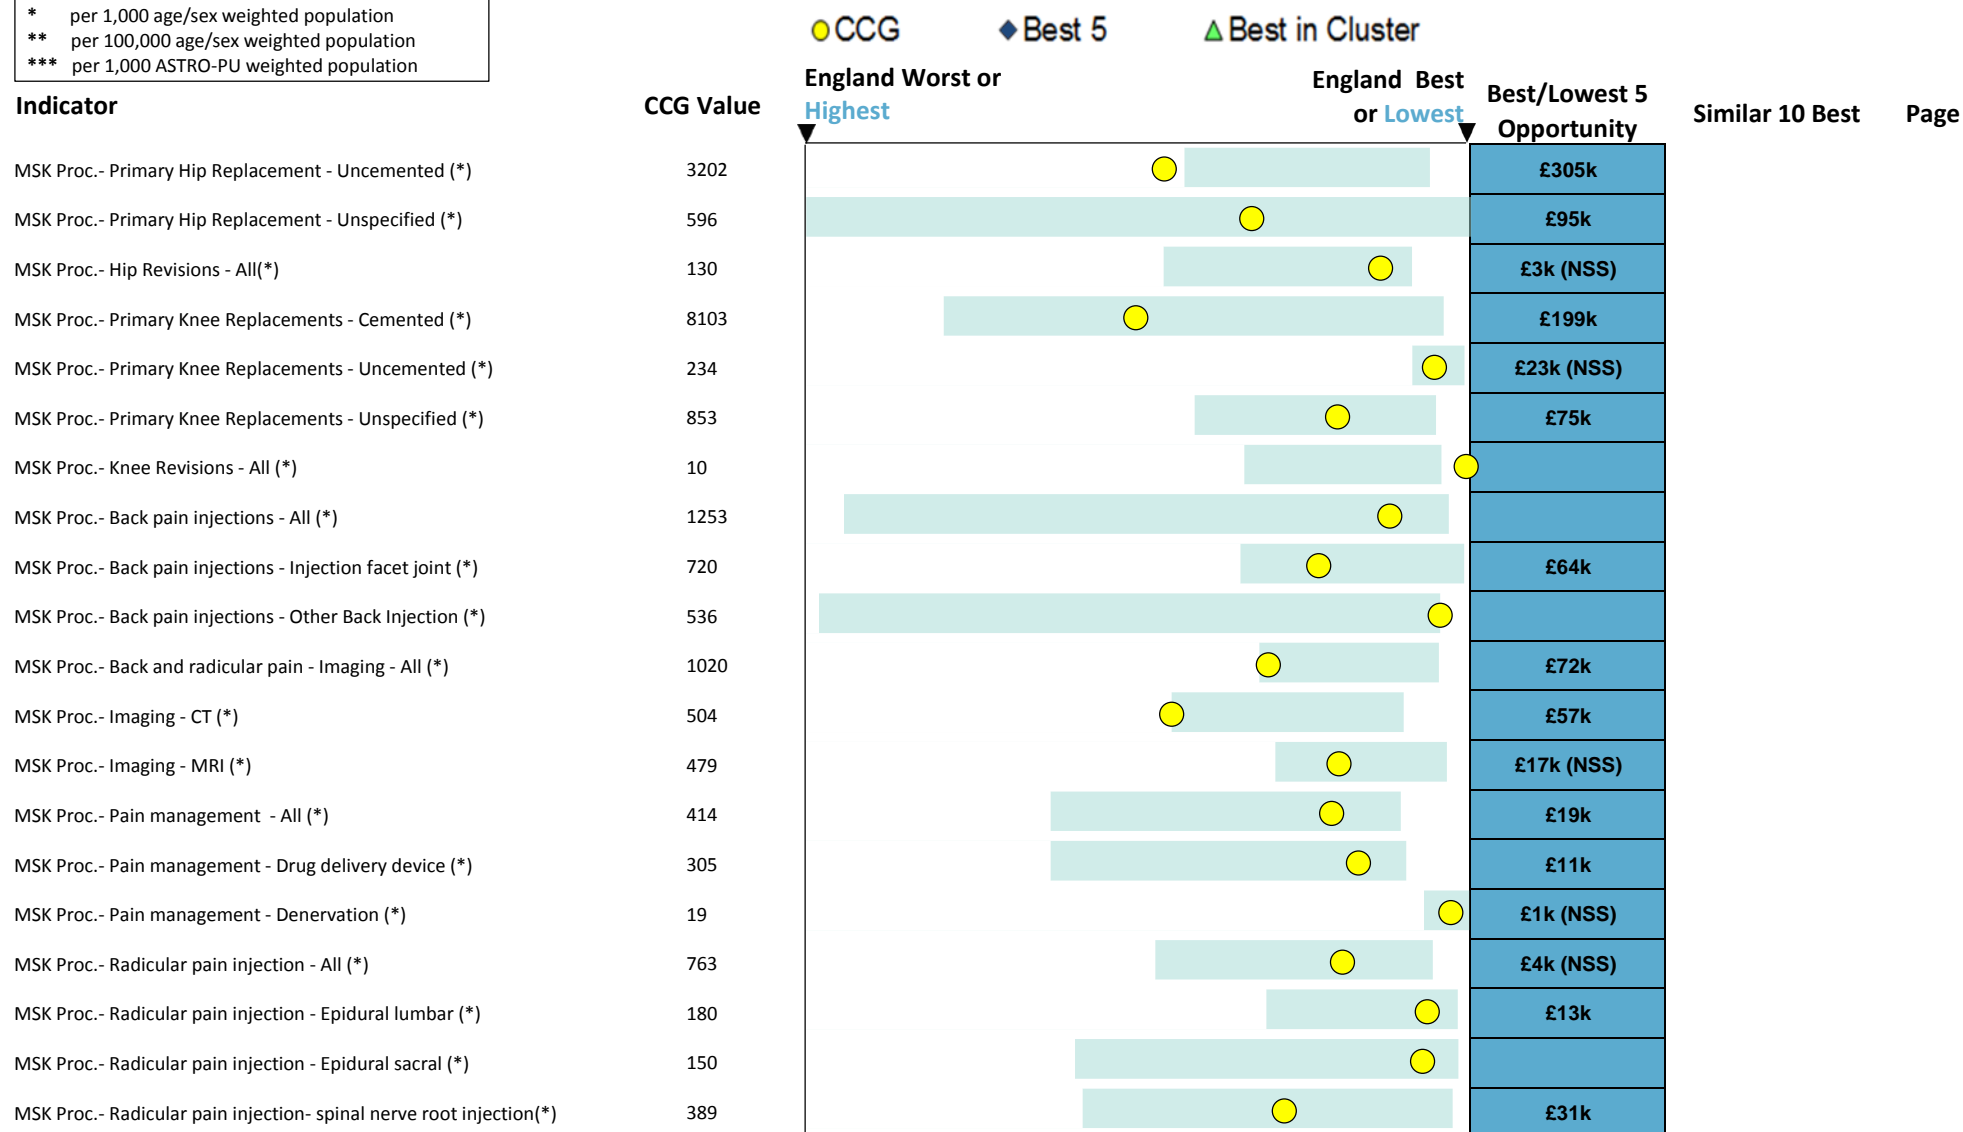 * per 1,000 age/sex weighted population
** per 100,000 age/sex weighted population
*** per 1,000 ASTRO-PU weighted population
CCG Best 5 Best in Cluster
Indicator CCG Value England Worst or Highest England Best or Lowest Best/Lowest 5 Opportunity Similar 10 Best Page
MSK Proc.- Primary Hip Replacement - Uncemented (*) 3202 £305k
MSK Proc.- Primary Hip Replacement - Unspecified (*) 596 £95k
MSK Proc.- Hip Revisions - All(*) 130 £3k (NSS)
MSK Proc.- Primary Knee Replacements - Cemented (*) 8103 £199k
MSK Proc.- Primary Knee Replacements - Uncemented (*) 234 £23k (NSS)
MSK Proc.- Primary Knee Replacements - Unspecified (*) 853 £75k
MSK Proc.- Knee Revisions - All (*) 10
MSK Proc.- Back pain injections - All (*) 1253
MSK Proc.- Back pain injections - Injection facet joint (*) 720 £64k
MSK Proc.- Back pain injections - Other Back Injection (*) 536
MSK Proc.- Back and radicular pain - Imaging - All (*) 1020 £72k
MSK Proc.- Imaging - CT (*) 504 £57k
MSK Proc.- Imaging - MRI (*) 479 £17k (NSS)
MSK Proc.- Pain management - All (*) 414 £19k
MSK Proc.- Pain management - Drug delivery device (*) 305 £11k
MSK Proc.- Pain management - Denervation (*) 19 £1k (NSS)
MSK Proc.- Radicular pain injection - All (*) 763 £4k (NSS)
MSK Proc.- Radicular pain injection - Epidural lumbar (*) 180 £13k
MSK Proc.- Radicular pain injection - Epidural sacral (*) 150
MSK Proc.- Radicular pain injection- spinal nerve root injection(*) 389 £31k